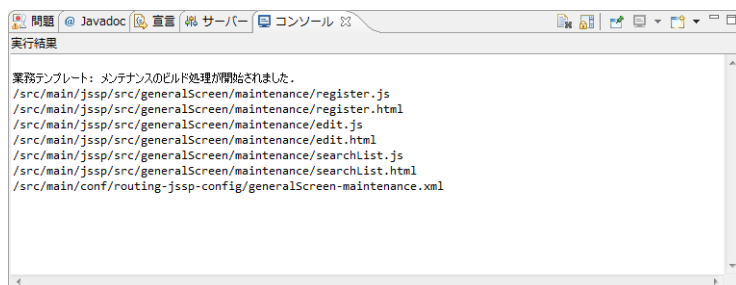 問題 @ Javadoc 宣言 サーバー コンソール
実行結果
業務テンプレート: メンテナンスのビルド処理が開始されました.
/src/main/jssp/src/generalScreen/maintenance/register.js
/src/main/jssp/src/generalScreen/maintenance/register.html
/src/main/jssp/src/generalScreen/maintenance/edit.js
/src/main/jssp/src/generalScreen/maintenance/edit.html
/src/main/jssp/src/generalScreen/maintenance/searchList.js
/src/main/jssp/src/generalScreen/maintenance/searchList.html
/src/main/conf/routing-jssp-config/generalScreen-maintenance.xml